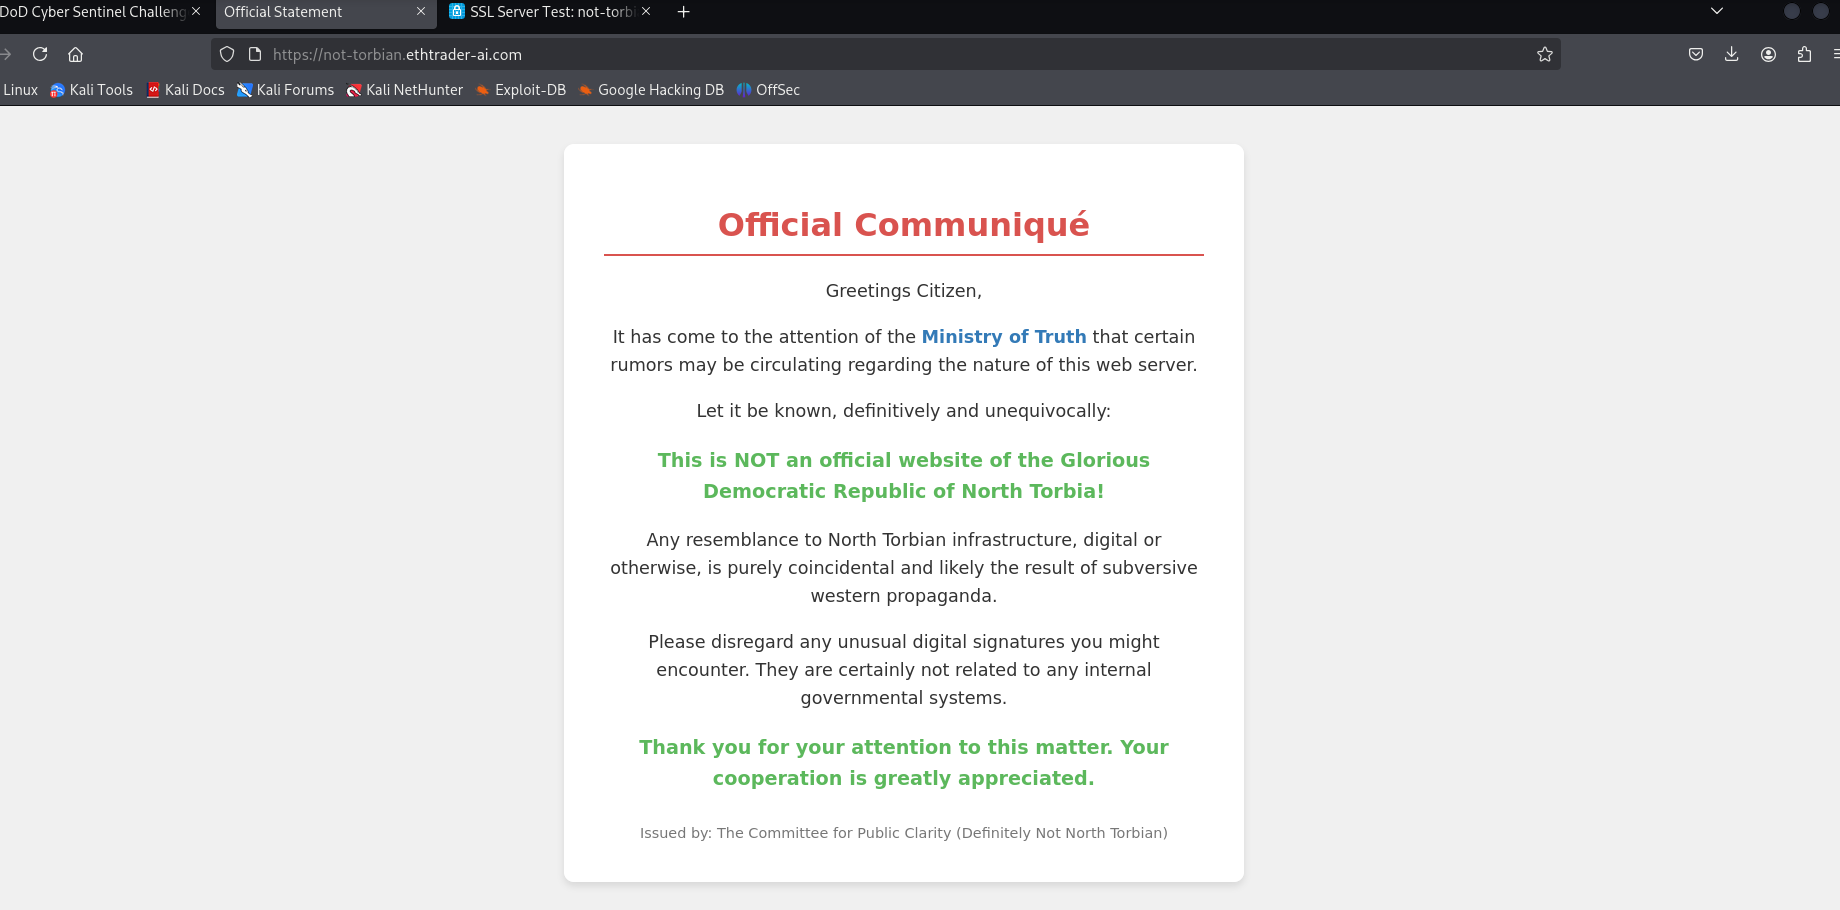 DoD Cyber Sentinel Challeng
Official Statement
SSL Server Test: not-torbi
https://not-torbian.ethtrader-ai.com
Linux Kali Tools Kali Docs Kali Forums Kali NetHunter Exploit-DB Google Hacking DB OffSec
Official Communiqué
Greetings Citizen,
It has come to the attention of the Ministry of Truth that certain
rumors may be circulating regarding the nature of this web server.
Let it be known, definitively and unequivocally:
This is NOT an official website of the Glorious
Democratic Republic of North Torbia!
Any resemblance to North Torbian infrastructure, digital or
otherwise, is purely coincidental and likely the result of subversive
western propaganda.
Please disregard any unusual digital signatures you might
encounter. They are certainly not related to any internal
governmental systems.
Thank you for your attention to this matter. Your
cooperation is greatly appreciated.
Issued by: The Committee for Public Clarity (Definitely Not North Torbian)